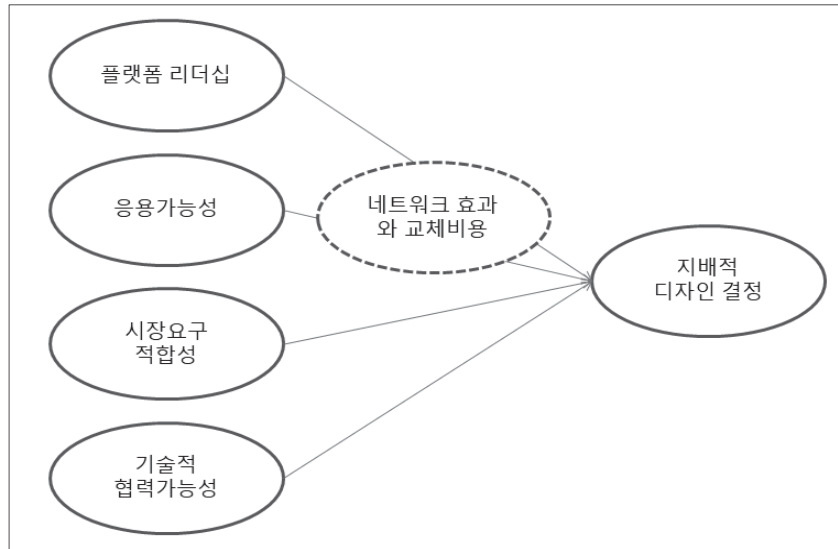 플랫폼 리더십
응용가능성
네트워크 효과
와 교체비용
지배적
디자인 결정
시장요구
적합성
기술적
협력가능성